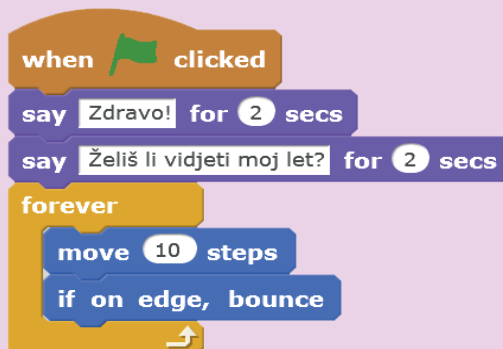 when clicked
say Zdravo! for 2 secs
say Želiš li vidjeti moj let? for 2 secs
forever
move 10 steps
if on edge, bounce